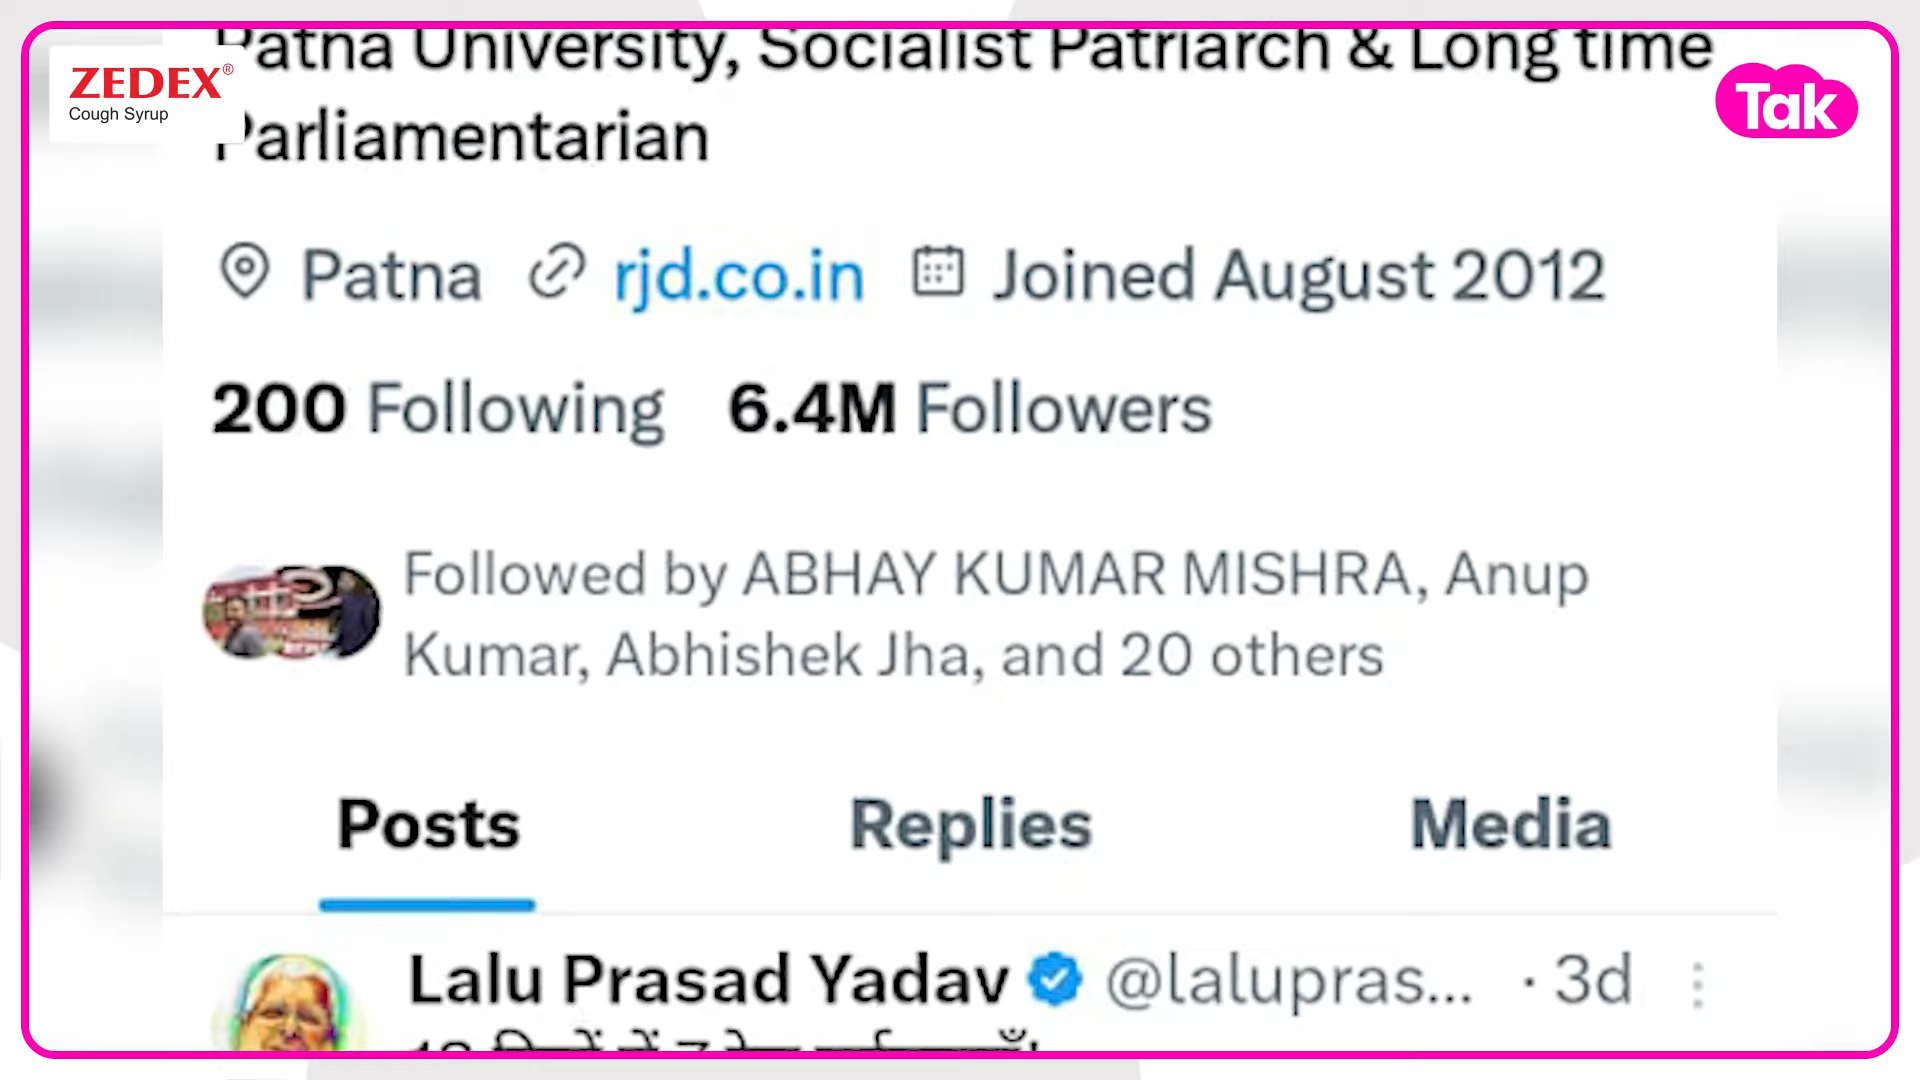 ZEDEX®
Cough Syrup
Tak
Patna University, Socialist Patriarch & Long time
Parliamentarian
Patna rjd.co.in Joined August 2012
200 Following 6.4M Followers
Followed by ABHAY KUMAR MISHRA, Anup
Kumar, Abhishek Jha, and 20 others
Posts Replies Media
Lalu Prasad Yadav @lalupras... · 3d